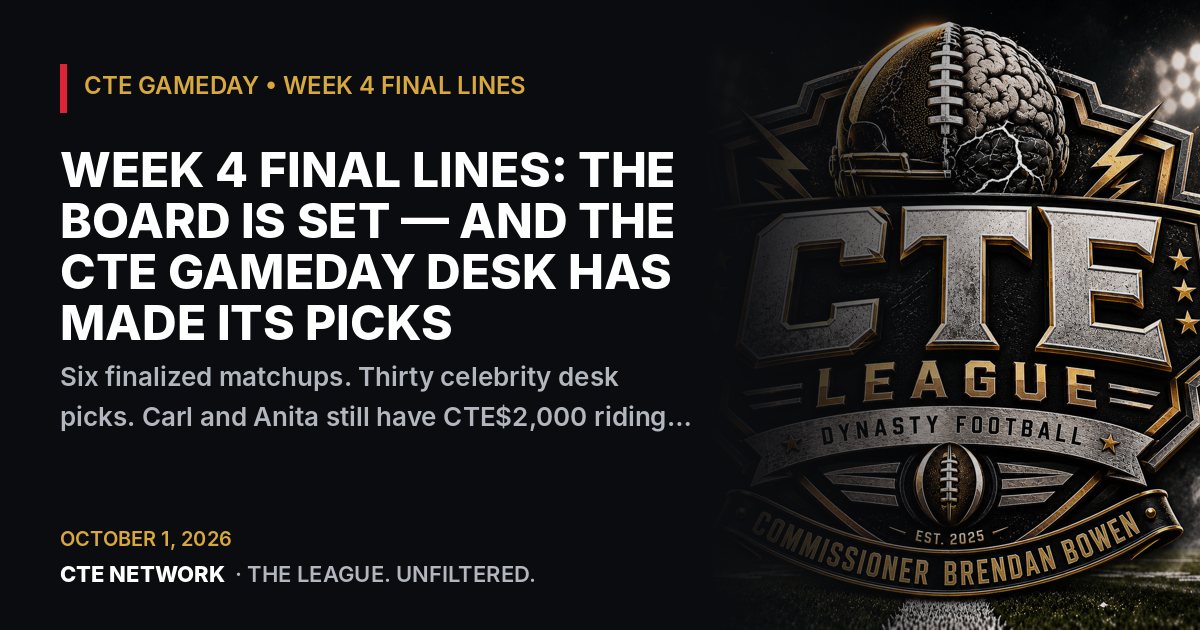 CTE GAMEDAY • WEEK 4 FINAL LINES
WEEK 4 FINAL LINES: THE
BOARD IS SET — AND THE
CTE GAMEDAY DESK HAS
MADE ITS PICKS
Six finalized matchups. Thirty celebrity desk
picks. Carl and Anita still have CTE$2,000 riding...
OCTOBER 1, 2026
CTE NETWORK · THE LEAGUE. UNFILTERED.
CTE
LEAGUE
DYNASTY FOOTBALL
EST. 2025
COMMISSIONER BRENDAN BOWEN